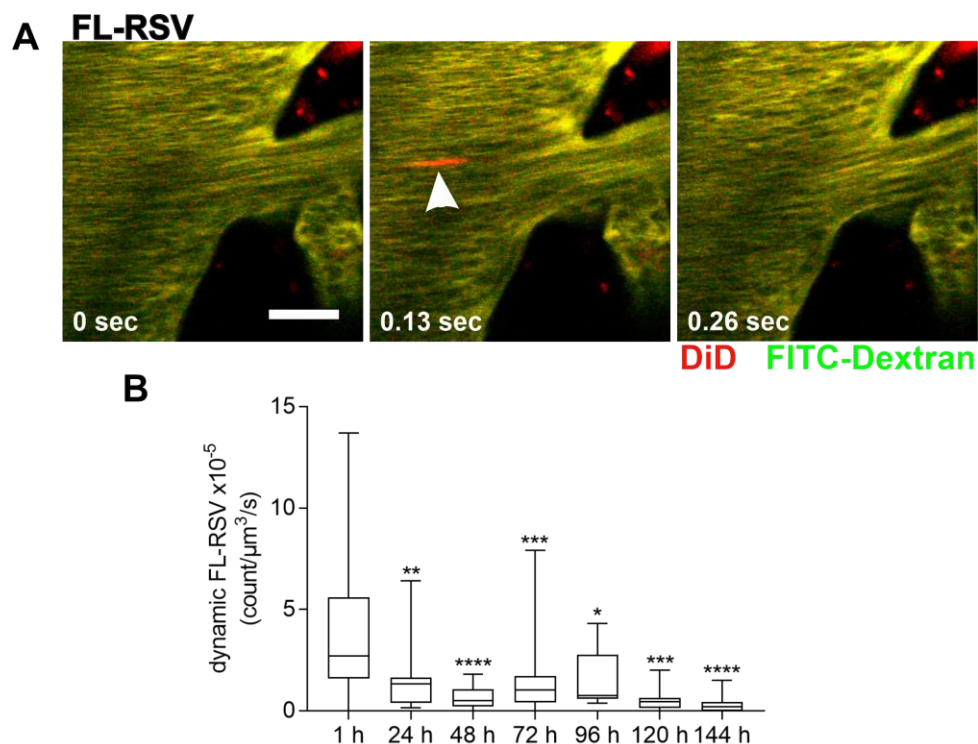 FL-RSV
A
0 sec
0.13 sec
0.26 sec
DiD FITC-Dextran
B
dynamic FL-RSV x10⁻⁵
(count/µm³/s)
15
10
5
0
**
****
***
*
***
****
1 h 24 h 48 h 72 h 96 h 120 h 144 h